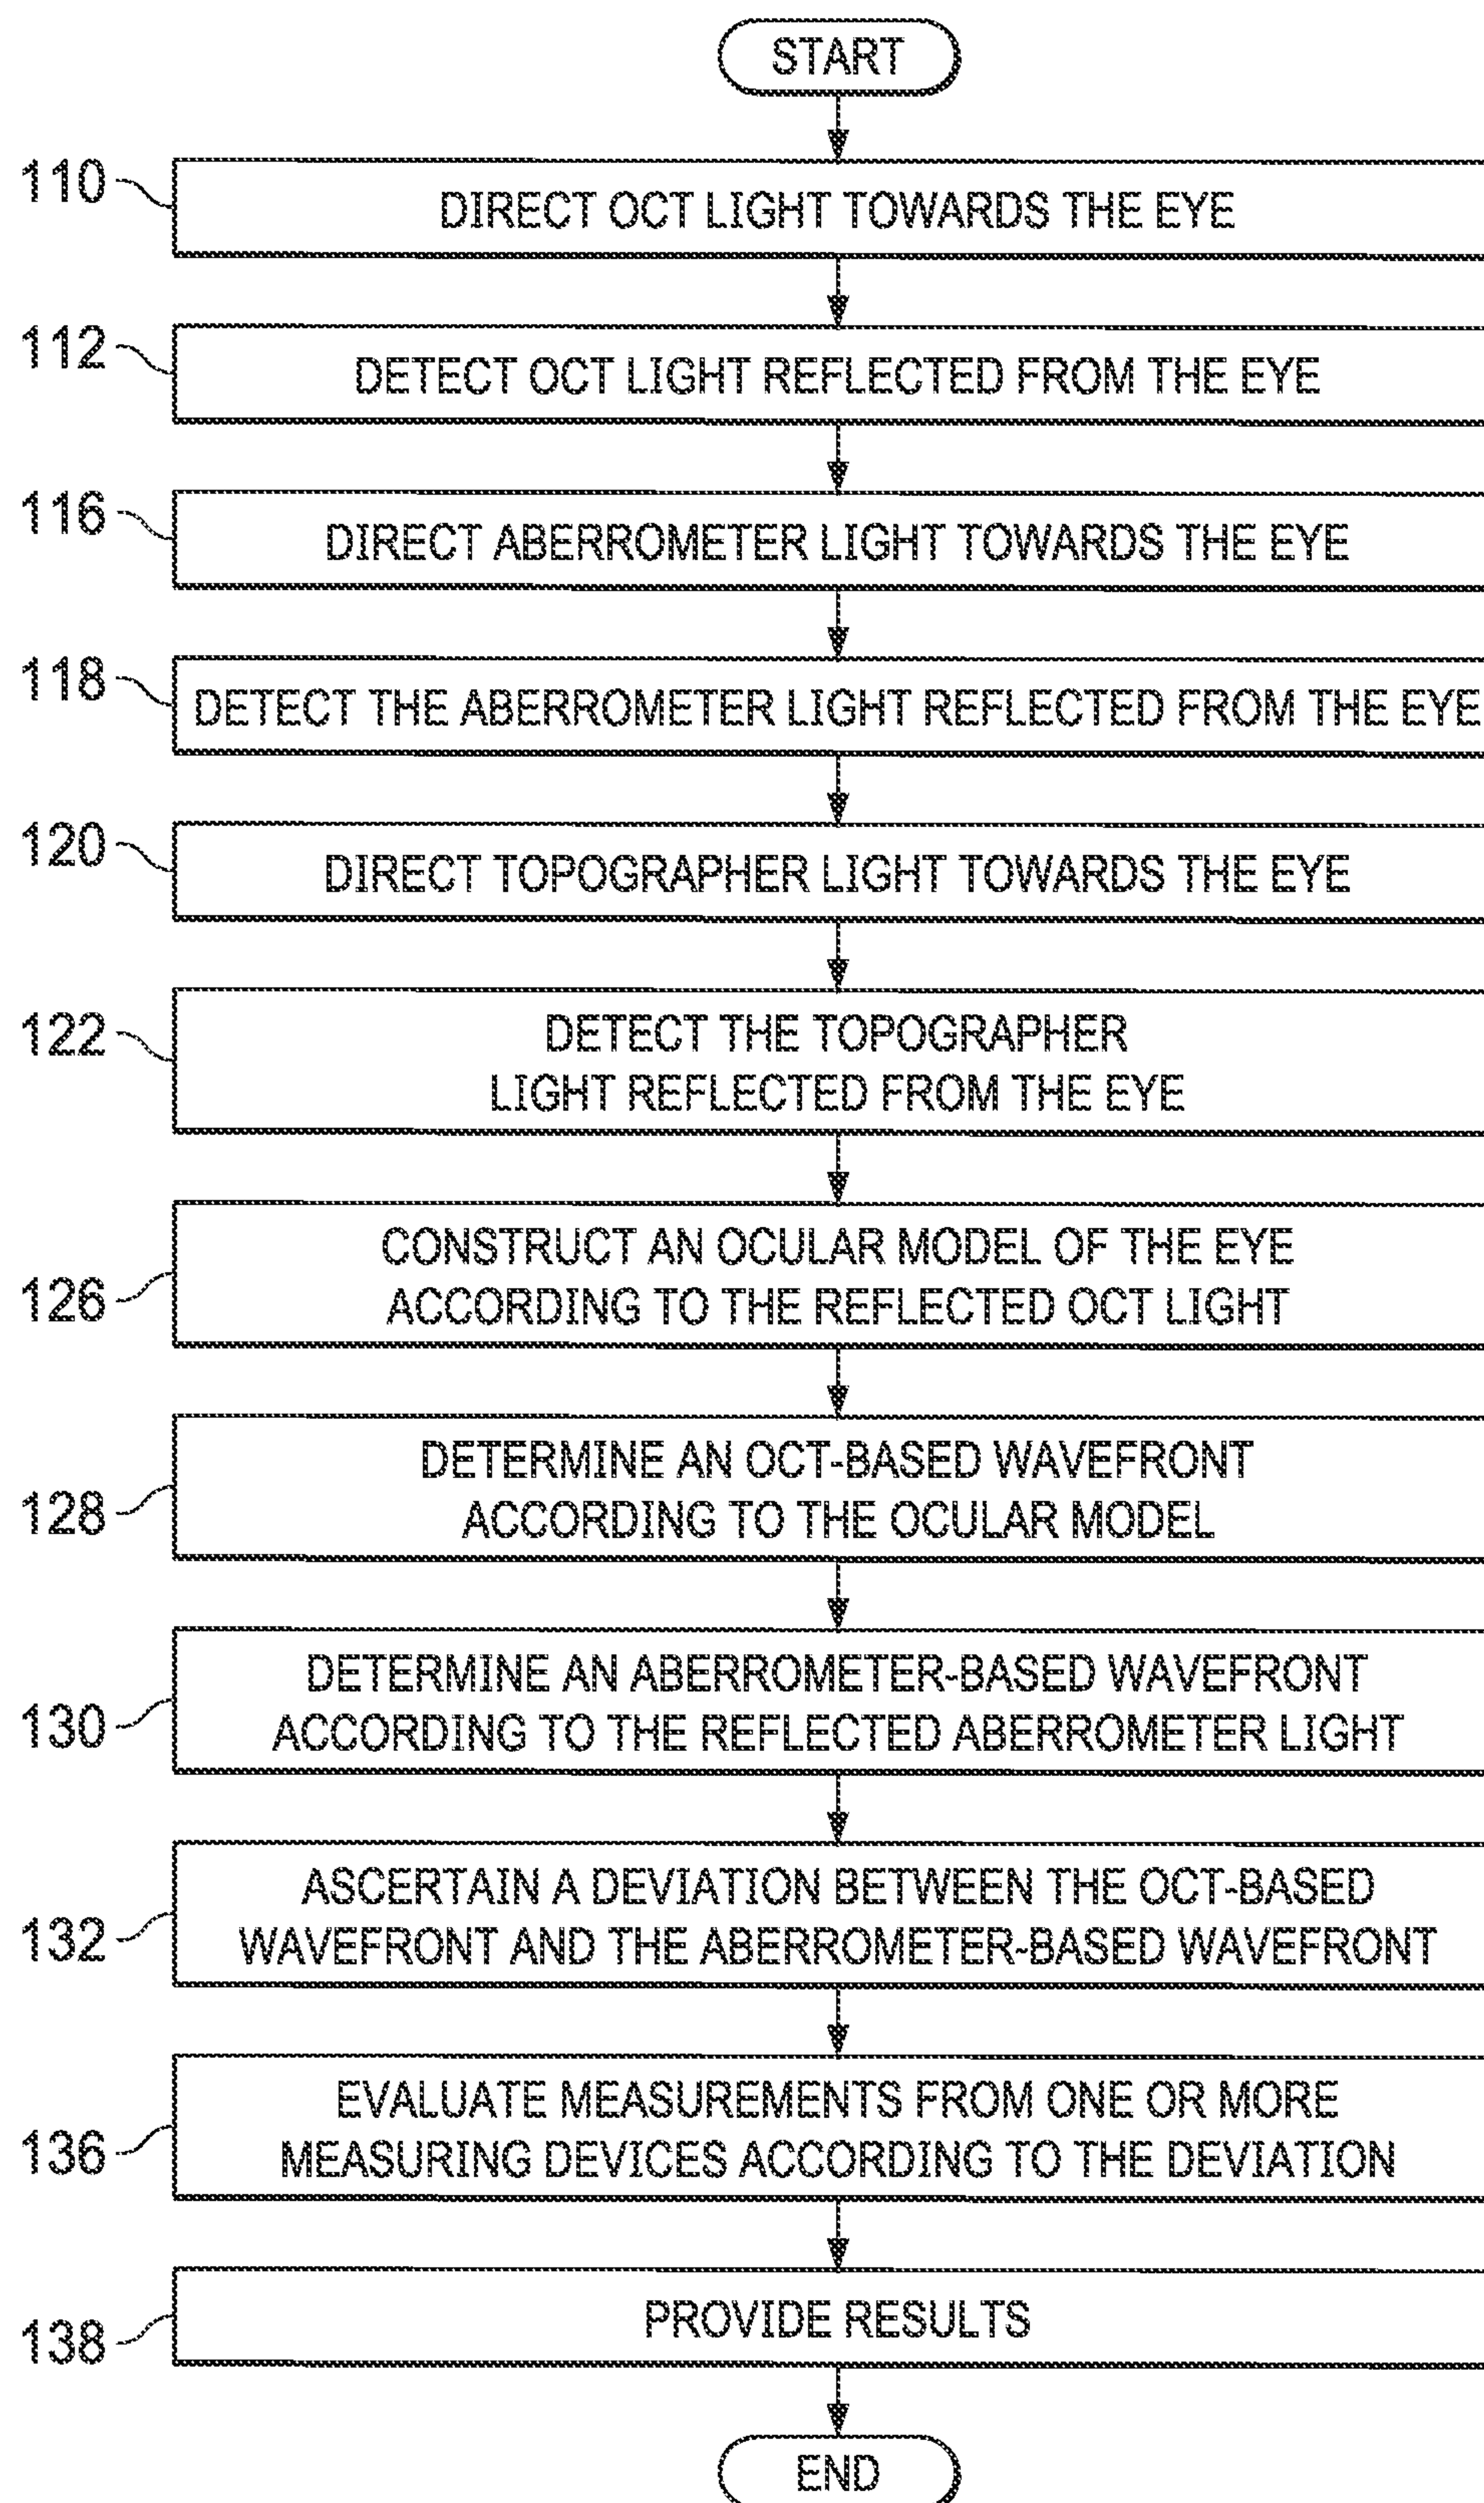 START
110
DIRECT OCT LIGHT TOWARDS THE EYE
112
DETECT OCT LIGHT REFLECTED FROM THE EYE
116
DIRECT ABERROMETER LIGHT TOWARDS THE EYE
118
DETECT THE ABERROMETER LIGHT REFLECTED FROM THE EYE
120
DIRECT TOPOGRAPHER LIGHT TOWARDS THE EYE
122
DETECT THE TOPOGRAPHER
LIGHT REFLECTED FROM THE EYE
126
CONSTRUCT AN OCULAR MODEL OF THE EYE
ACCORDING TO THE REFLECTED OCT LIGHT
128
DETERMINE AN OCT-BASED WAVEFRONT
ACCORDING TO THE OCULAR MODEL
130
DETERMINE AN ABERROMETER-BASED WAVEFRONT
ACCORDING TO THE REFLECTED ABERROMETER LIGHT
132
ASCERTAIN A DEVIATION BETWEEN THE OCT-BASED
WAVEFRONT AND THE ABERROMETER-BASED WAVEFRONT
136
EVALUATE MEASUREMENTS FROM ONE OR MORE
MEASURING DEVICES ACCORDING TO THE DEVIATION
138
PROVIDE RESULTS
END